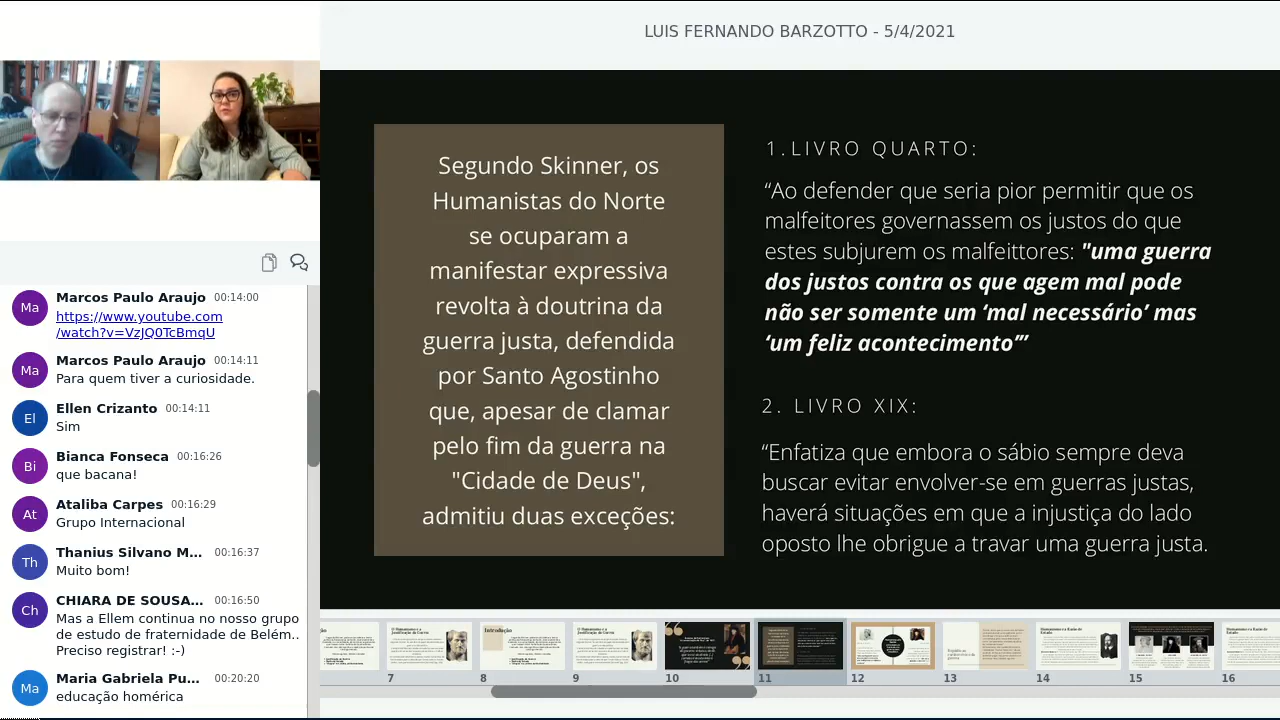 LUIS FERNANDO BARZOTTO - 5/4/2021
Ma
Marcos Paulo Araujo 00:14:00
https://www.youtube.com
/watch?v=VzJQ0TcBmqU
Ma
Marcos Paulo Araujo 00:14:11
Para quem tiver a curiosidade.
El
Ellen Crizanto 00:14:11
Sim
Bi
Bianca Fonseca 00:16:26
que bacana!
At
Ataliba Carpes 00:16:29
Grupo Internacional
Th
Thanius Silvano M... 00:16:37
Muito bom!
Ch
CHIARA DE SOUSA... 00:16:50
Mas a Ellem continua no nosso grupo
de estudo de fraternidade de Belém..
Preciso registrar! :-)
Ma
Maria Gabriela Pu... 00:20:20
educação homérica
Segundo Skinner, os
Humanistas do Norte
se ocuparam a
manifestar expressiva
revolta à doutrina da
guerra justa, defendida
por Santo Agostinho
que, apesar de clamar
pelo fim da guerra na
"Cidade de Deus",
admitiu duas exceções:
1. LIVRO QUARTO:
“Ao defender que seria pior permitir que os
malfeitores governassem os justos do que
estes subjurem os malfeittores: "uma guerra
dos justos contra os que agem mal pode
não ser somente um ‘mal necessário’ mas
‘um feliz acontecimento’”
2. LIVRO XIX:
“Enfatiza que embora o sábio sempre deva
buscar evitar envolver-se em guerras justas,
haverá situações em que a injustiça do lado
oposto lhe obrigue a travar uma guerra justa.
Introdução
7 8 9 10 11 12 13 14 15 16